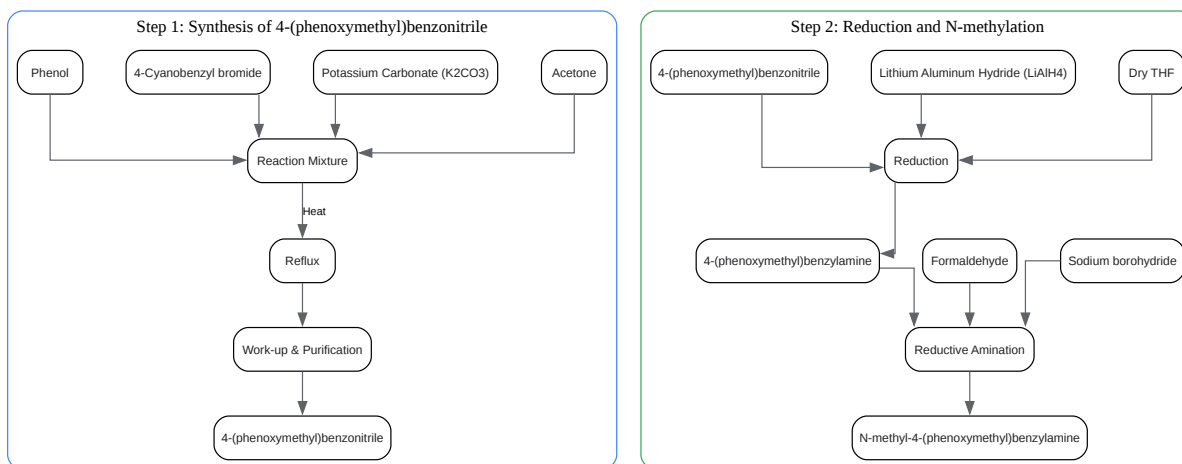 Step 1: Synthesis of 4-(phenoxymethyl)benzonitrile
Phenol
4-Cyanobenzyl bromide
Potassium Carbonate (K2CO3)
Acetone
Reaction Mixture
Heat
Reflux
Work-up & Purification
4-(phenoxymethyl)benzonitrile
Step 2: Reduction and N-methylation
4-(phenoxymethyl)benzonitrile
Lithium Aluminum Hydride (LiAlH4)
Dry THF
Reduction
4-(phenoxymethyl)benzylamine
Formaldehyde
Sodium borohydride
Reductive Amination
N-methyl-4-(phenoxymethyl)benzylamine